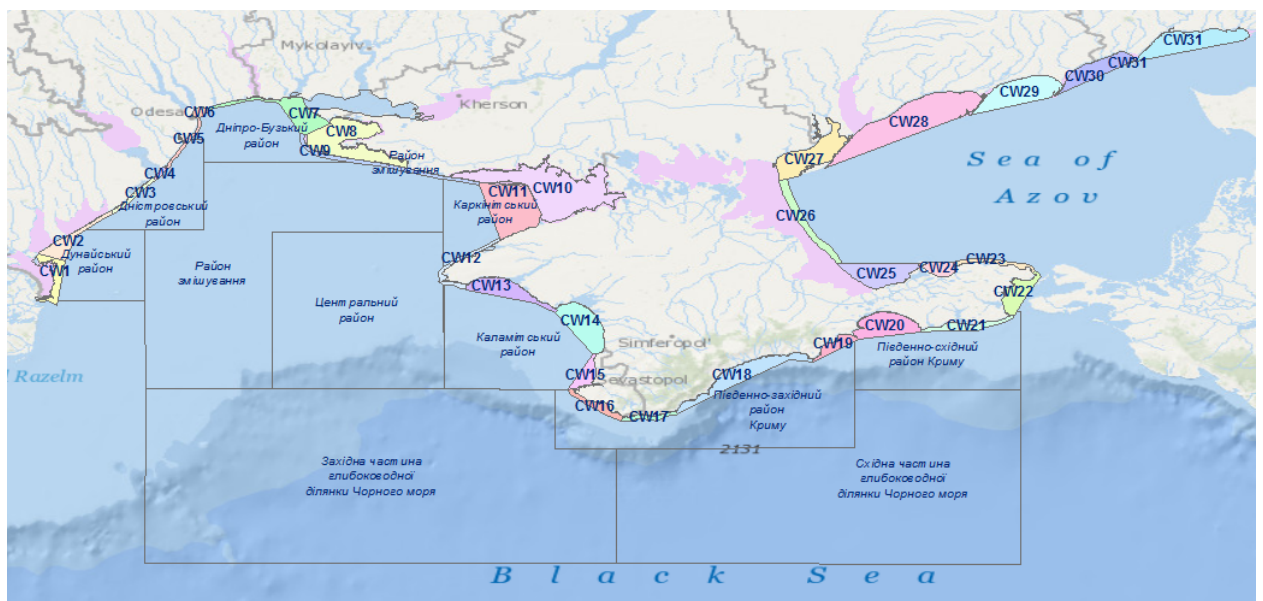 Mykolayiv
Kherson
Odesa
CW6
CW7
CW8
CW9
CW5
CW4
CW3
CW2
CW1
Дніпро-Бузький
район
Район
змішування
Дністровський
район
Дунайський
район
Район
змішування
Центральний
район
CW11
CW10
Каркінітський
район
CW12
CW13
CW14
Каламітський
район
CW15
CW16
CW17
CW18
CW19
CW20
CW21
CW22
CW23
CW24
CW25
CW26
CW27
CW28
CW29
CW30
CW31
CW31
Sea of
Azov
Simferopol'
Sevastopol
Південно-східний
район Криму
Південно-західний
район
Криму
2131
Razelm
Західна частина
глибоководної
ділянки Чорного моря
Східна частина
глибоководної
ділянки Чорного моря
Black Sea